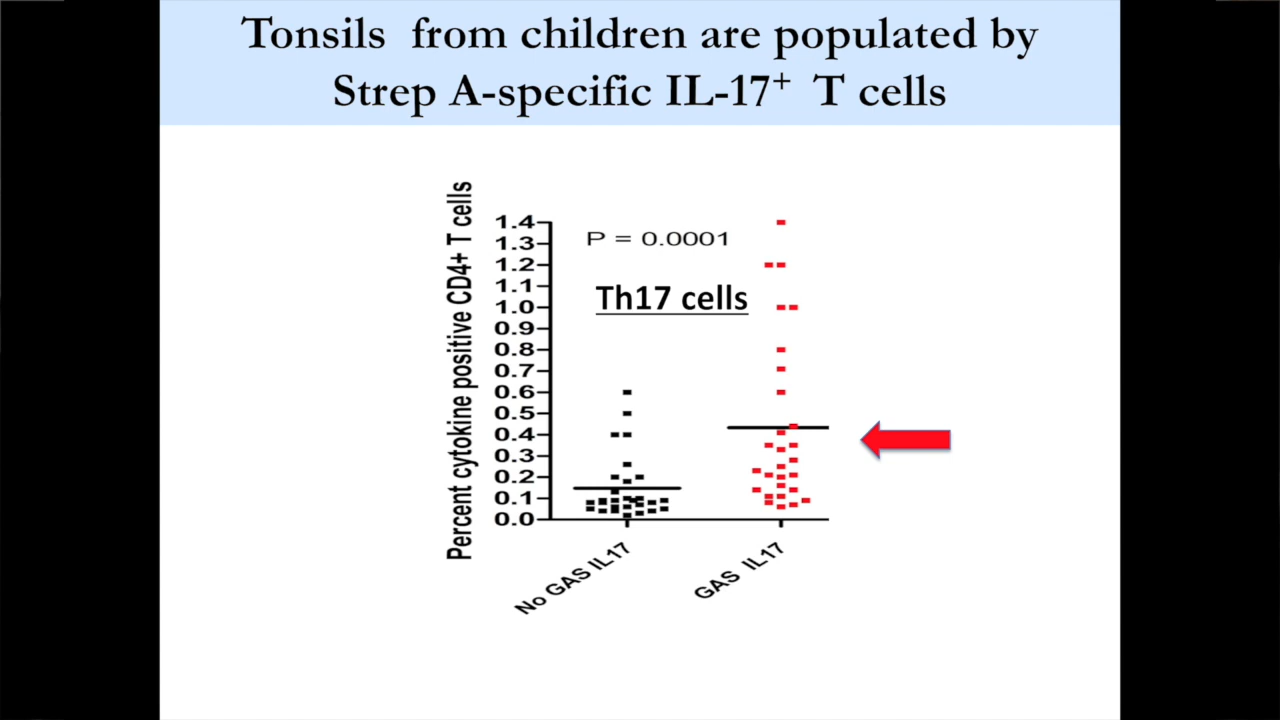 Tonsils from children are populated by
Strep A-specific IL-17+ T cells
Percent cytokine positive CD4+ T cells
1.4
1.3
1.2
1.1
1.0
0.9
0.8
0.7
0.6
0.5
0.4
0.3
0.2
0.1
0.0
P = 0.0001
Th17 cells
No GAS IL17
GAS IL17